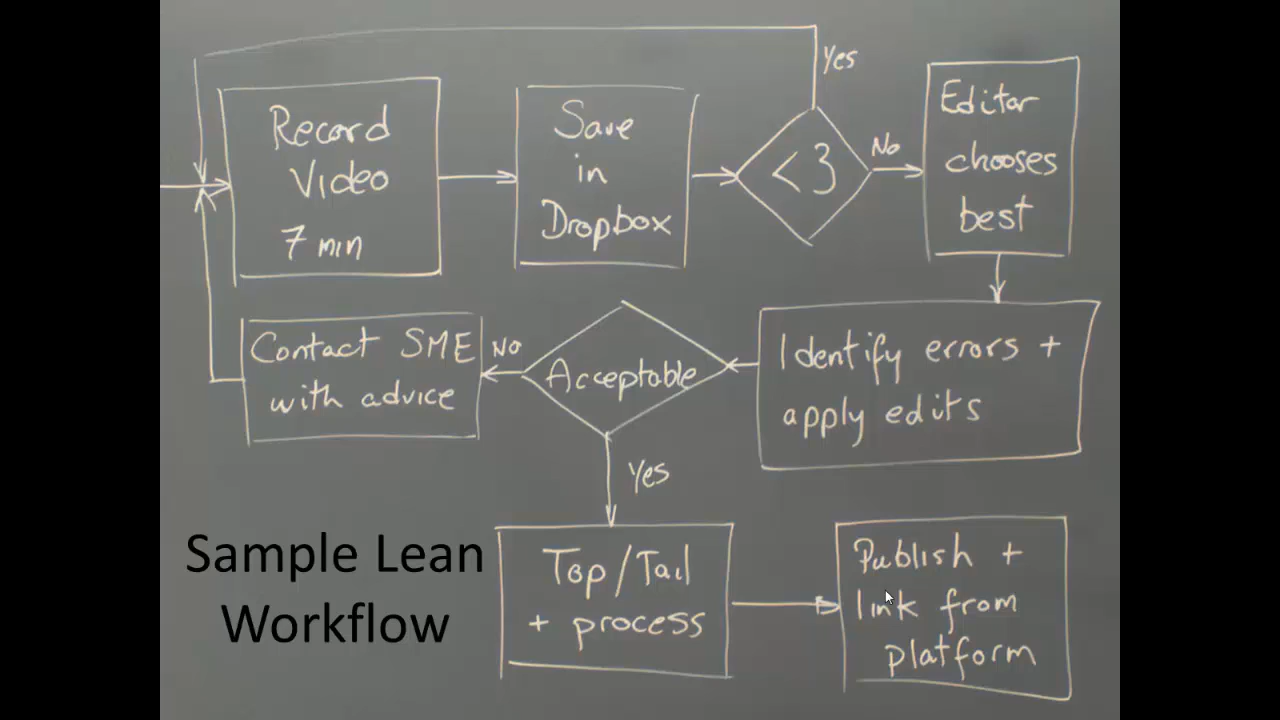 Yes
Record
Video
7 min
Save
in
Dropbox
<3
No
Editor
chooses
best
Identify errors +
apply edits
Acceptable
No
Contact SME
with advice
Yes
Top/Tail
+ process
Publish +
link from
platform
Sample Lean
Workflow